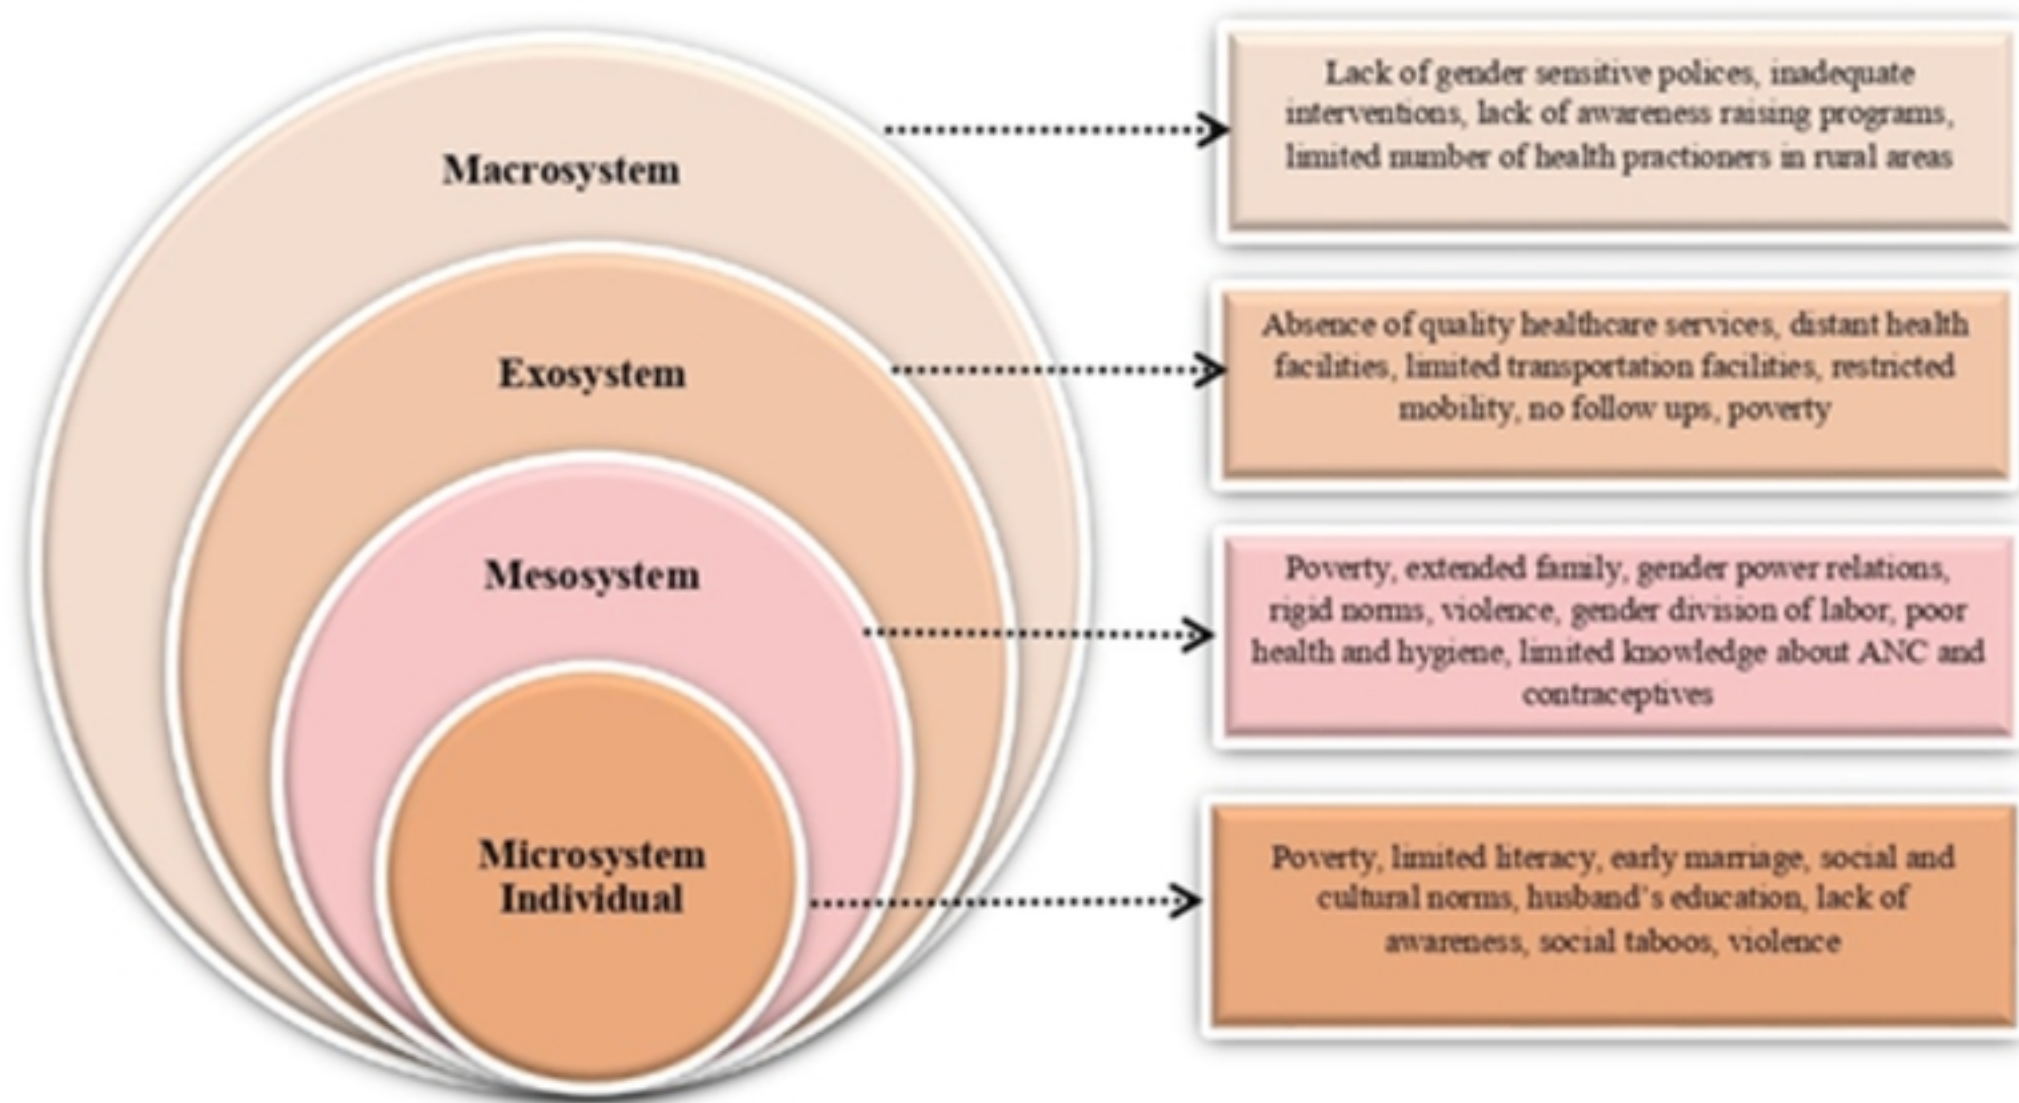 Macrosystem
Lack of gender sensitive polices, inadequate
interventions, lack of awareness raising programs,
limited number of health practioners in rural areas
Exosystem
Absence of quality healthcare services, distant health
facilities, limited transportation facilities, restricted
mobility, no follow ups, poverty
Mesosystem
Poverty, extended family, gender power relations,
rigid norms, violence, gender division of labor, poor
health and hygiene, limited knowledge about ANC and
contraceptives
Microsystem
Individual
Poverty, limited literacy, early marriage, social and
cultural norms, husband's education, lack of
awareness, social taboos, violence